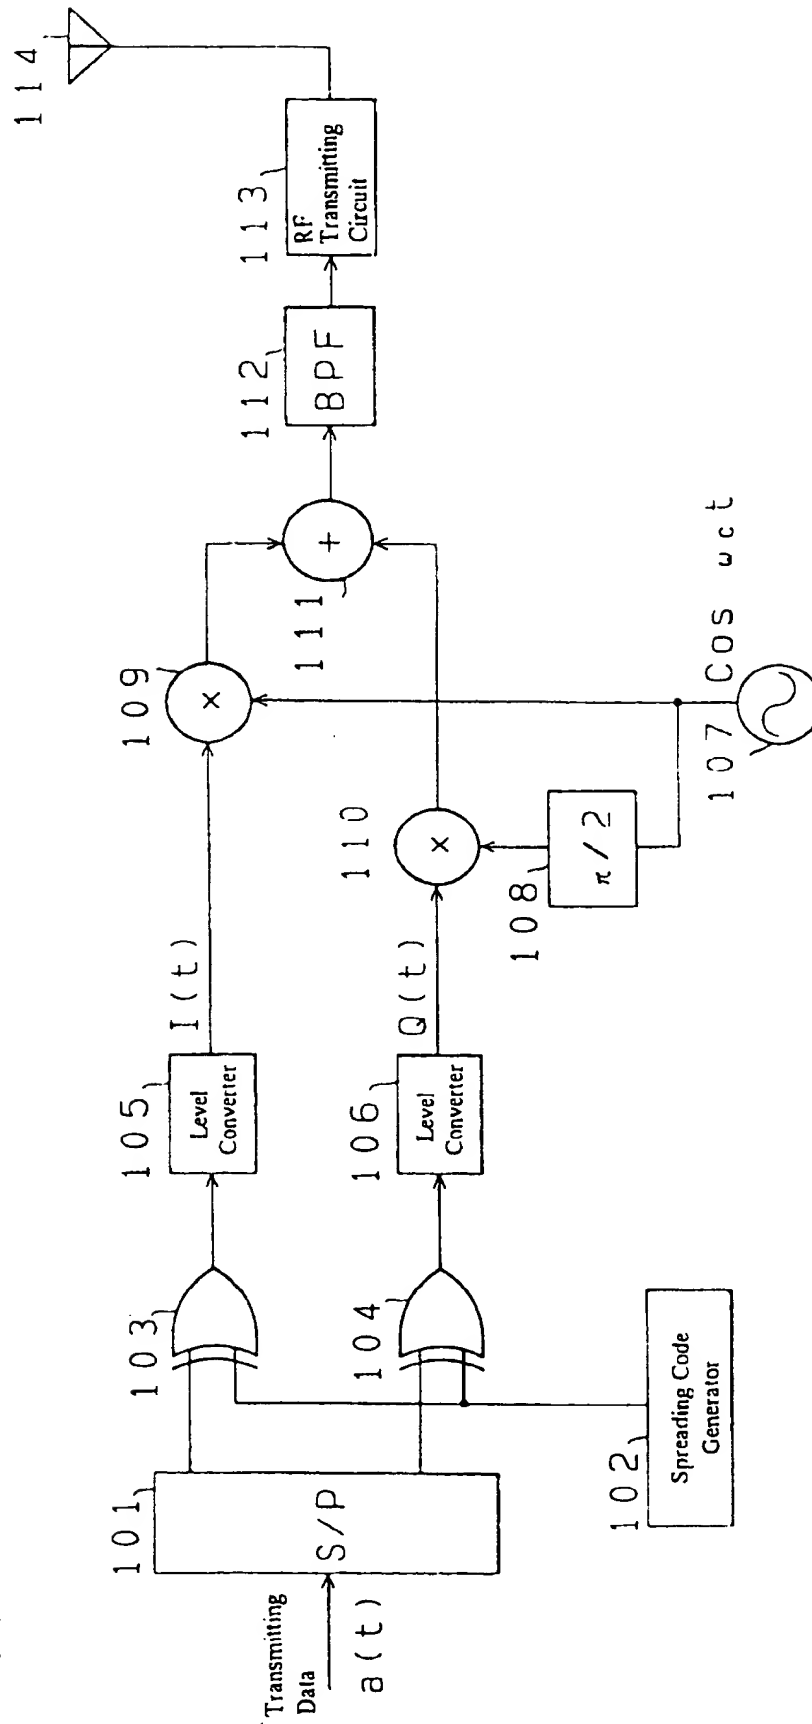 Transmitting
Data
a(t)
101
S/P
102
Spreading Code
Generator
103
104
105
Level
Converter
106
Level
Converter
I(t)
Q(t)
109
×
110
×
108
π/2
107
Cos ωct
111
+
112
BPF
113
RF
Transmitting
Circuit
114